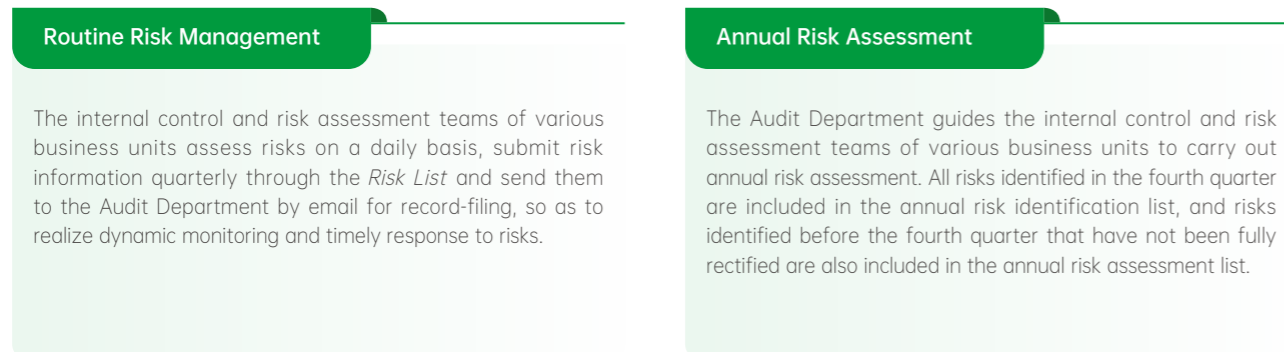 Routine Risk Management
The internal control and risk assessment teams of various
business units assess risks on a daily basis, submit risk
information quarterly through the Risk List and send them
to the Audit Department by email for record-filing, so as to
realize dynamic monitoring and timely response to risks.
Annual Risk Assessment
The Audit Department guides the internal control and risk
assessment teams of various business units to carry out
annual risk assessment. All risks identified in the fourth quarter
are included in the annual risk identification list, and risks
identified before the fourth quarter that have not been fully
rectified are also included in the annual risk assessment list.